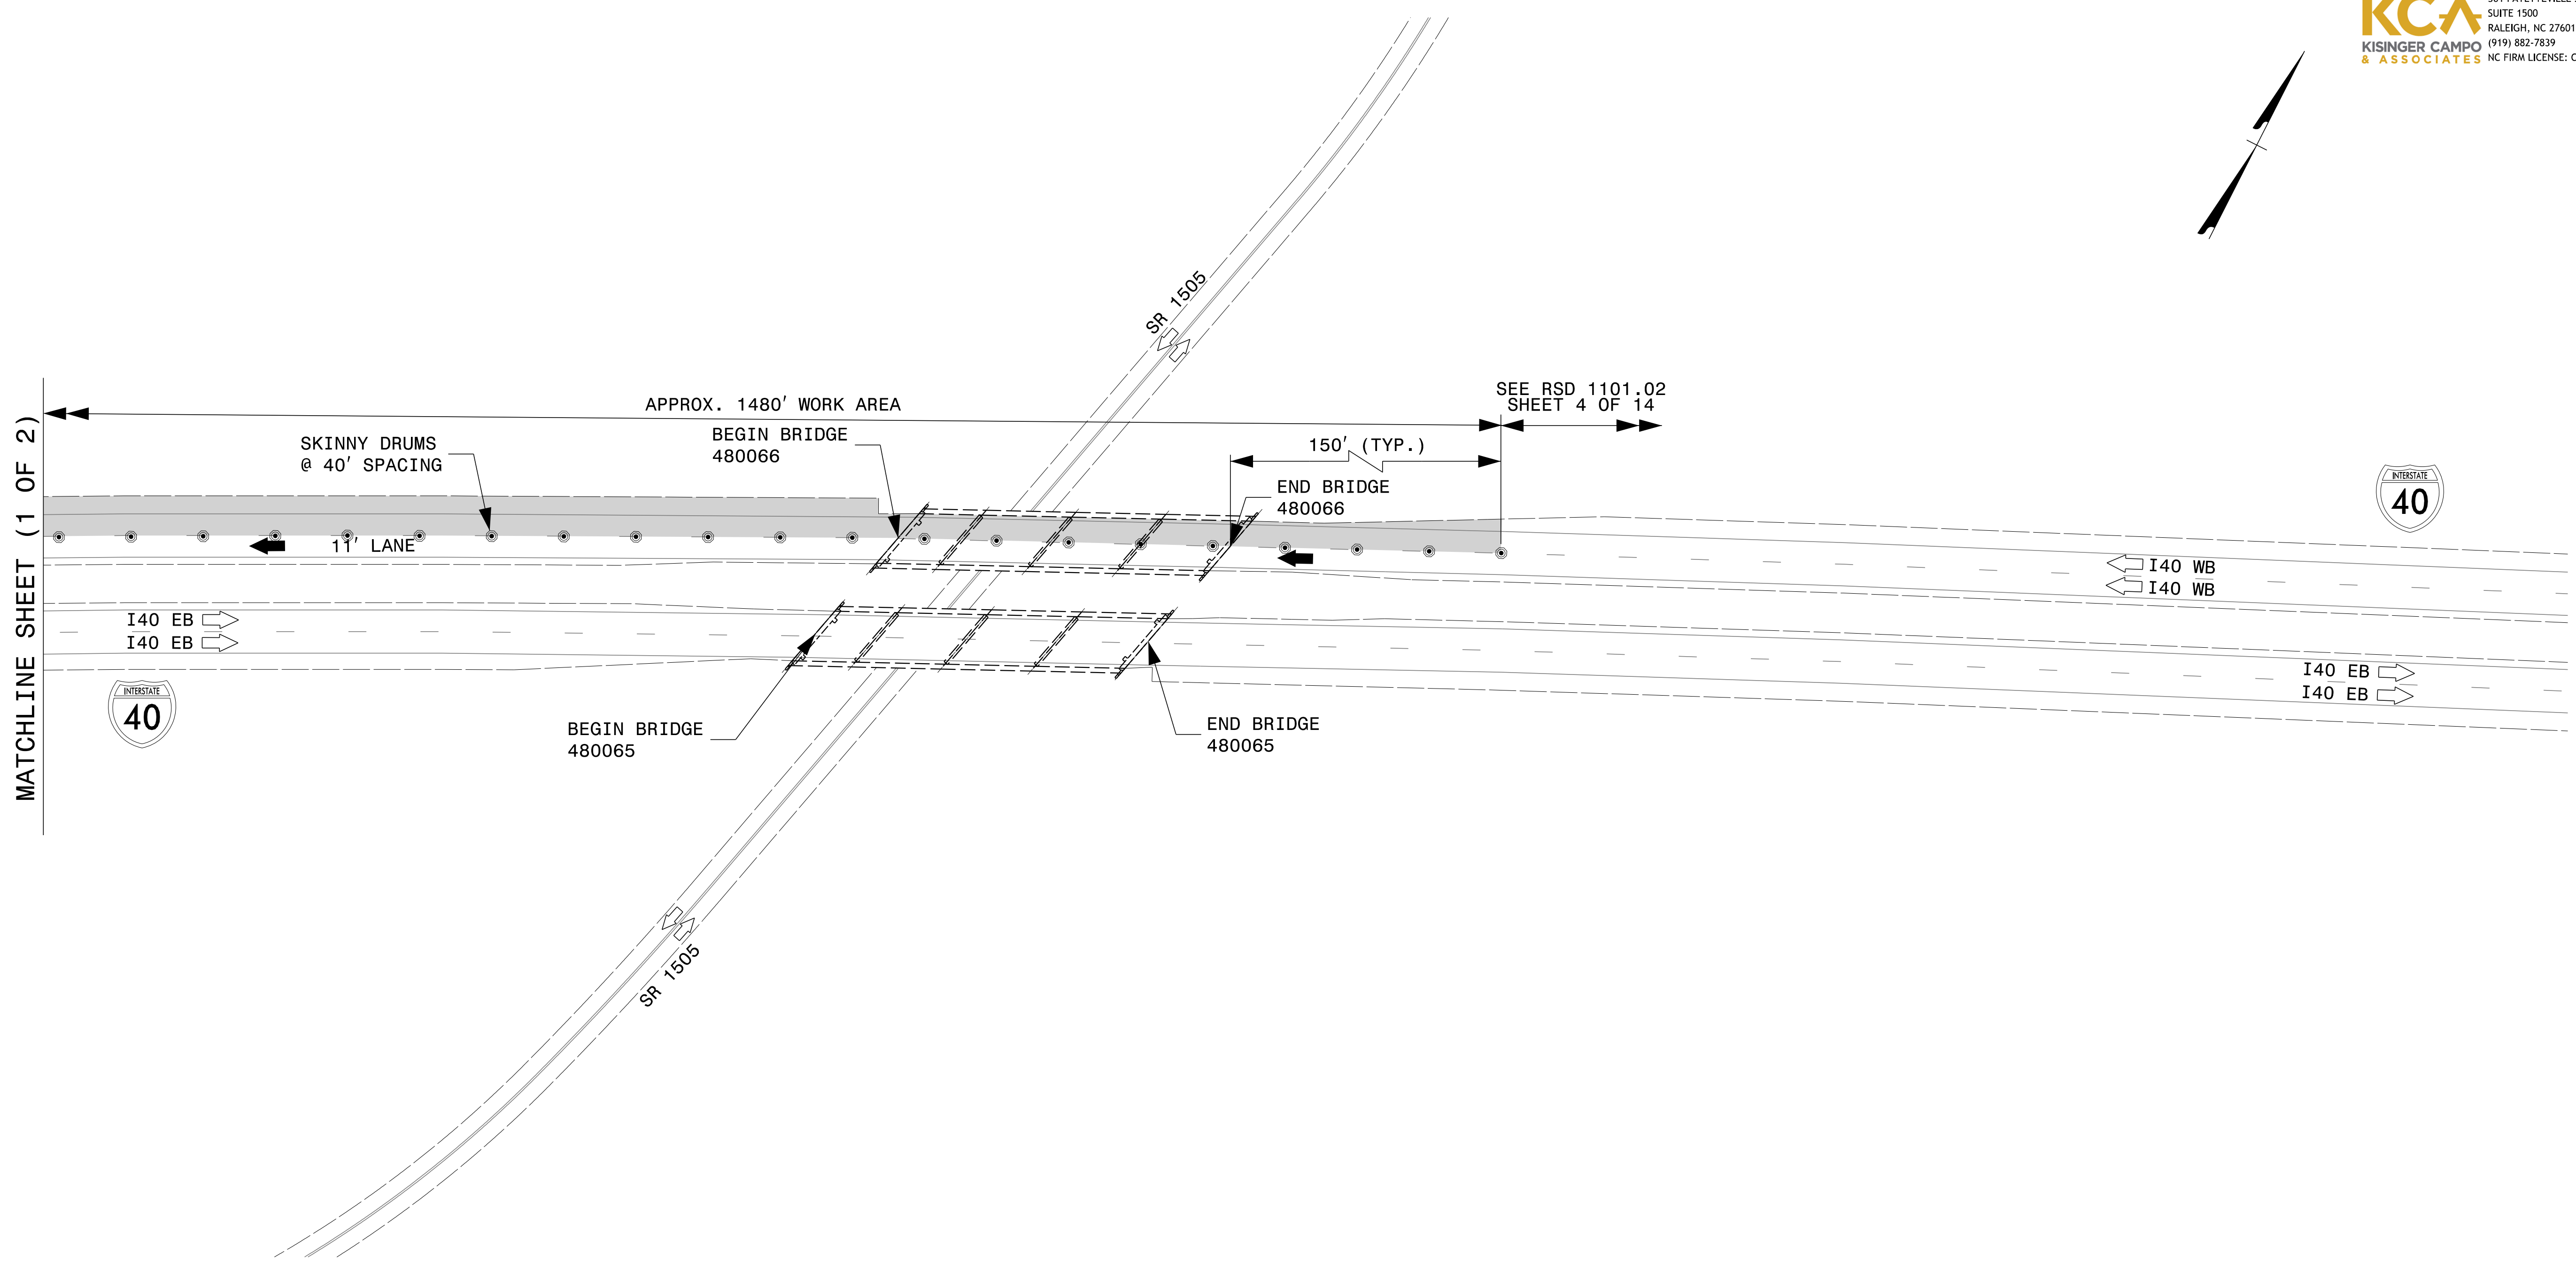 KCA
KISINGER CAMPO
& ASSOCIATES
SUITE 1500
RALEIGH, NC 27601
(919) 882-7839
NC FIRM LICENSE:
SR 1505
SEE RSD 1101.02
SHEET 4 OF 14
APPROX. 1480' WORK AREA
150' (TYP.)
SKINNY DRUMS
@ 40' SPACING
BEGIN BRIDGE
480066
END BRIDGE
480066
INTERSTATE
40
11' LANE
I40 WB
I40 WB
MATCHLINE SHEET (1 OF 2)
I40 EB
I40 EB
I40 EB
I40 EB
INTERSTATE
40
BEGIN BRIDGE
480065
END BRIDGE
480065
SR 1505